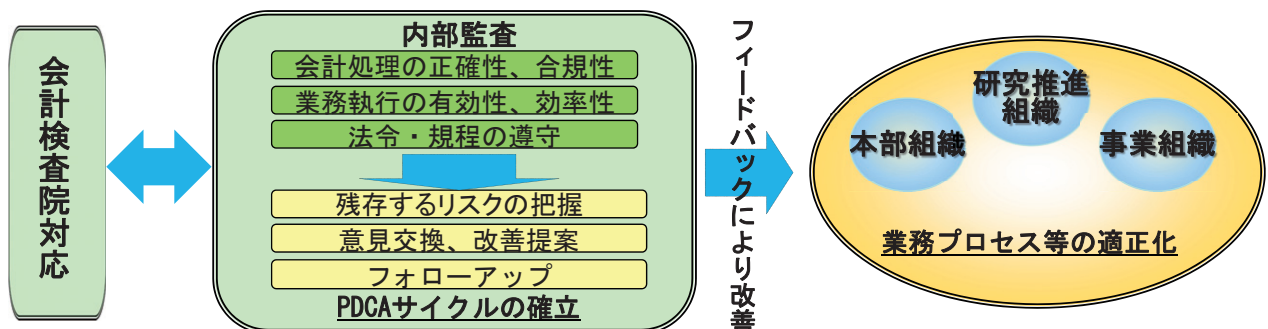 会計検査院対応
内部監査
会計処理の正確性、合規性
業務執行の有効性、効率性
法令・規程の遵守
残存するリスクの把握
意見交換、改善提案
フォローアップ
PDCAサイクルの確立
フィードバックにより改善
研究推進
組織
本部組織
事業組織
業務プロセス等の適正化